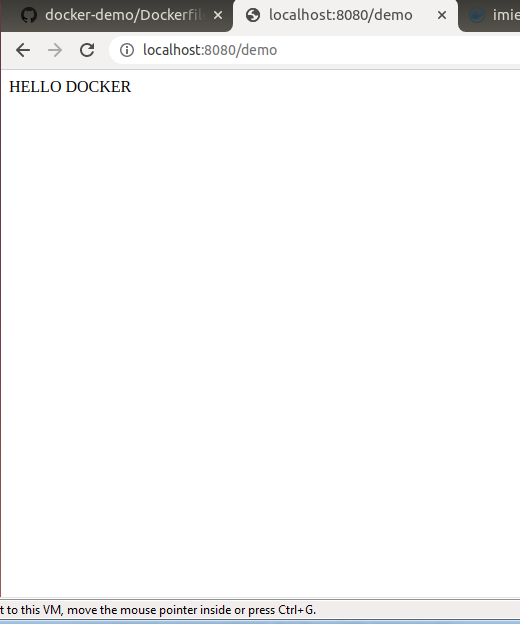 docker-demo/Dockerfil
localhost:8080/demo
imie
localhost:8080/demo
HELLO DOCKER
t to this VM, move the mouse pointer inside or press Ctrl+G.